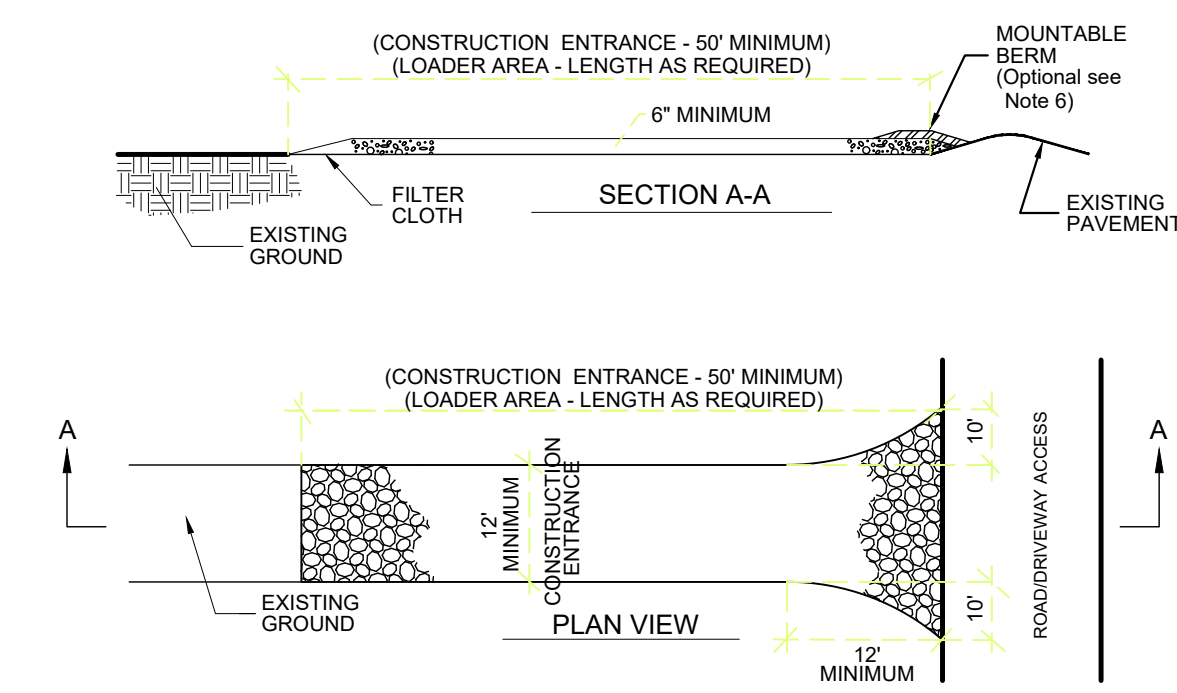 (CONSTRUCTION ENTRANCE - 50' MINIMUM)
(LOADER AREA - LENGTH AS REQUIRED)
MOUNTABLE
BERM
(Optional see
Note 6)
6" MINIMUM
FILTER
CLOTH
SECTION A-A
EXISTING
PAVEMENT
EXISTING
GROUND
(CONSTRUCTION ENTRANCE - 50' MINIMUM)
(LOADER AREA - LENGTH AS REQUIRED)
A
A
10'
ROAD/DRIVEWAY ACCESS
12'
MINIMUM
CONSTRUCTION
ENTRANCE
EXISTING
GROUND
PLAN VIEW
10'
12'
MINIMUM